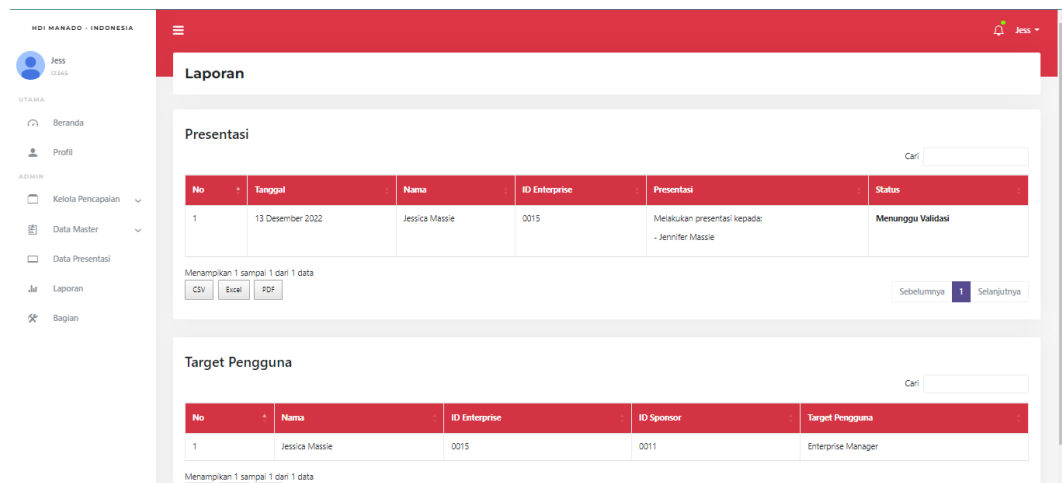 HDI MANADO - INDONESIA
Jess
Jess
12345
Laporan
UTAMA
Beranda
Profil
ADMIN
Kelola Pencapaian
Data Master
Data Presentasi
Laporan
Bagian
Presentasi
Cari
No Tanggal Nama ID Enterprise Presentasi Status
1 13 Desember 2022 Jessica Massie 0015 Melakukan presentasi kepada: Menunggu Validasi
- Jennifer Massie
Menampilkan 1 sampai 1 dari 1 data
CSV Excel PDF
Sebelumnya 1 Selanjutnya
Target Pengguna
Cari
No Nama ID Enterprise ID Sponsor Target Pengguna
1 Jessica Massie 0015 0011 Enterprise Manager
Menampilkan 1 sampai 1 dari 1 data